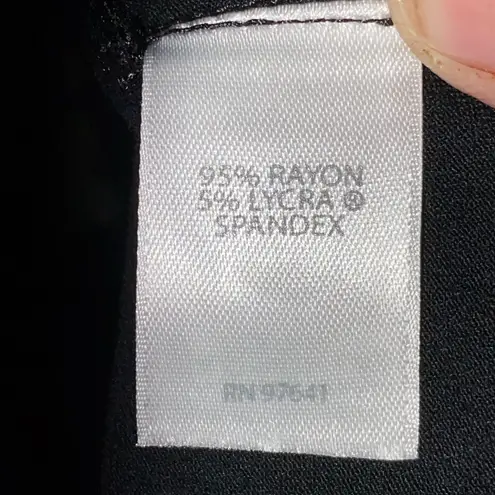 95% RAYON
5% LYCRA ®
SPANDEX
RN 97641